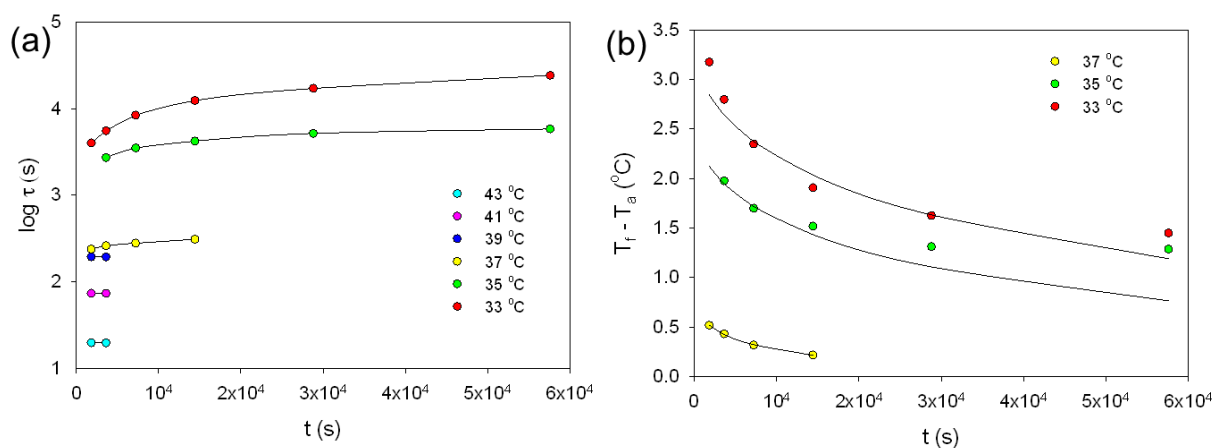 (a)
5
4
3
2
1
log τ (s)
43 °C
41 °C
39 °C
37 °C
35 °C
33 °C
0
10⁴
2x10⁴
3x10⁴
4x10⁴
5x10⁴
6x10⁴
t (s)
(b)
3.5
3.0
2.5
2.0
1.5
1.0
0.5
0.0
T_f - T_a (°C)
37 °C
35 °C
33 °C
0
10⁴
2x10⁴
3x10⁴
4x10⁴
5x10⁴
6x10⁴
t (s)